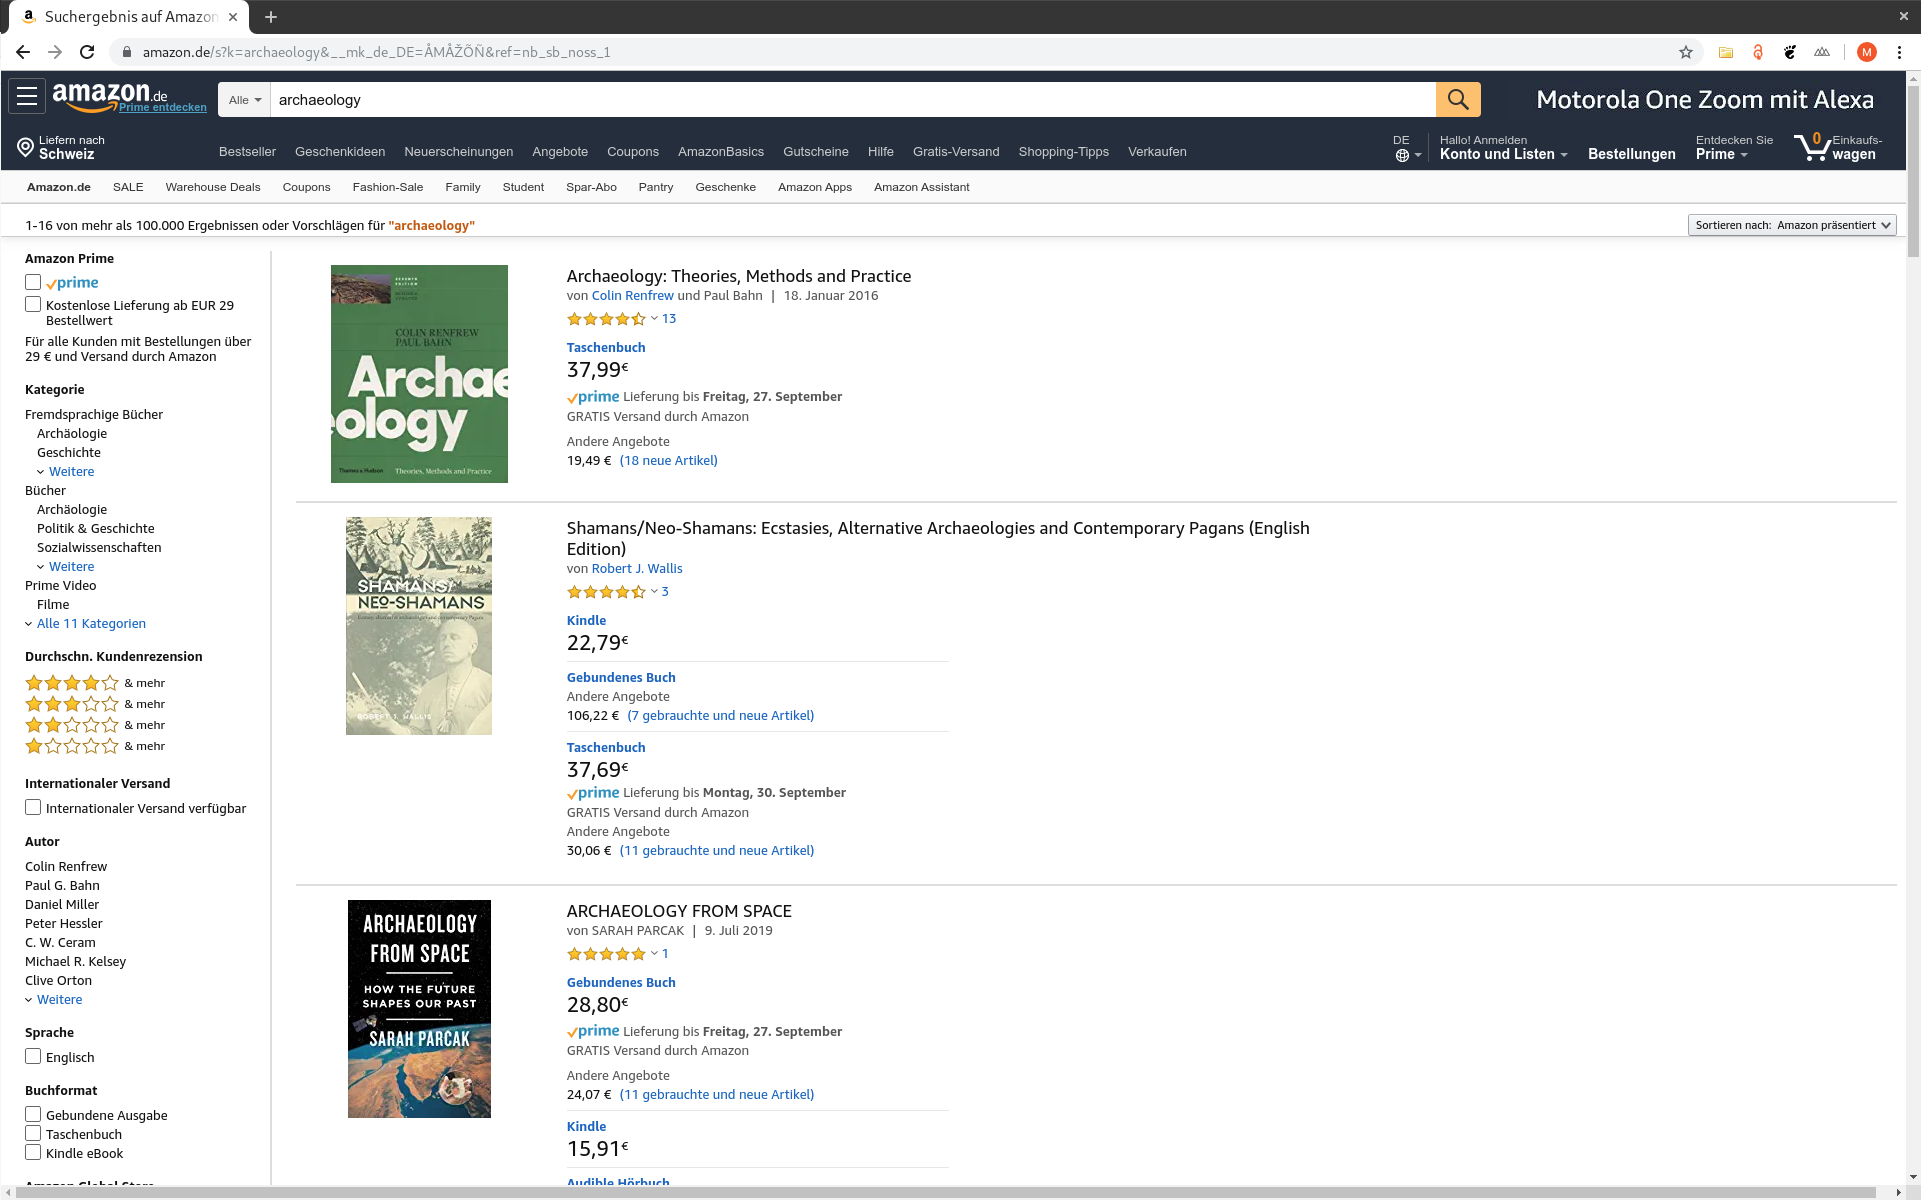 Suchergebnis auf Amazon
amazon.de/s?k=archaeology&__mk_de_DE=ÅMÅŽÕÑ&ref=nb_sb_noss_1
M
amazon.de
Prime entdecken
Alle
archaeology
Motorola One Zoom mit Alexa
Liefern nach
Schweiz
Bestseller Geschenkideen Neuerscheinungen Angebote Coupons AmazonBasics Gutscheine Hilfe Gratis-Versand Shopping-Tipps Verkaufen
DE
Hallo! Anmelden
Konto und Listen
Bestellungen
Entdecken Sie
Prime
0
Einkaufs-
wagen
Amazon.de SALE Warehouse Deals Coupons Fashion-Sale Family Student Spar-Abo Pantry Geschenke Amazon Apps Amazon Assistant
1-16 von mehr als 100.000 Ergebnissen oder Vorschlägen für "archaeology"
Sortieren nach: Amazon präsentiert
Amazon Prime
prime
Kostenlose Lieferung ab EUR 29
Bestellwert
Für alle Kunden mit Bestellungen über
29 € und Versand durch Amazon
Kategorie
Fremdsprachige Bücher
Archäologie
Geschichte
Weitere
Bücher
Archäologie
Politik & Geschichte
Sozialwissenschaften
Weitere
Prime Video
Filme
Alle 11 Kategorien
Durchschn. Kundenrezension
& mehr
& mehr
& mehr
& mehr
Internationaler Versand
Internationaler Versand verfügbar
Autor
Colin Renfrew
Paul G. Bahn
Daniel Miller
Peter Hessler
C. W. Ceram
Michael R. Kelsey
Clive Orton
Weitere
Sprache
Englisch
Buchformat
Gebundene Ausgabe
Taschenbuch
Kindle eBook
Amazon Global Store
SEVENTH
EDITION
COLIN RENFREW
PAUL BAHN
Archae
ology
Thames & Hudson Theories, Methods and Practice
Archaeology: Theories, Methods and Practice
von Colin Renfrew und Paul Bahn | 18. Januar 2016
13
Taschenbuch
37,99€
prime Lieferung bis Freitag, 27. September
GRATIS Versand durch Amazon
Andere Angebote
19,49 € (18 neue Artikel)
SHAMANS/
NEO-SHAMANS
ROBERT J. WALLIS
Shamans/Neo-Shamans: Ecstasies, Alternative Archaeologies and Contemporary Pagans (English
Edition)
von Robert J. Wallis
3
Kindle
22,79€
Gebundenes Buch
Andere Angebote
106,22 € (7 gebrauchte und neue Artikel)
Taschenbuch
37,69€
prime Lieferung bis Montag, 30. September
GRATIS Versand durch Amazon
Andere Angebote
30,06 € (11 gebrauchte und neue Artikel)
ARCHAEOLOGY
FROM SPACE
HOW THE FUTURE
SHAPES OUR PAST
SARAH PARCAK
ARCHAEOLOGY FROM SPACE
von SARAH PARCAK | 9. Juli 2019
1
Gebundenes Buch
28,80€
prime Lieferung bis Freitag, 27. September
GRATIS Versand durch Amazon
Andere Angebote
24,07 € (11 gebrauchte und neue Artikel)
Kindle
15,91€
Audible Hörbuch